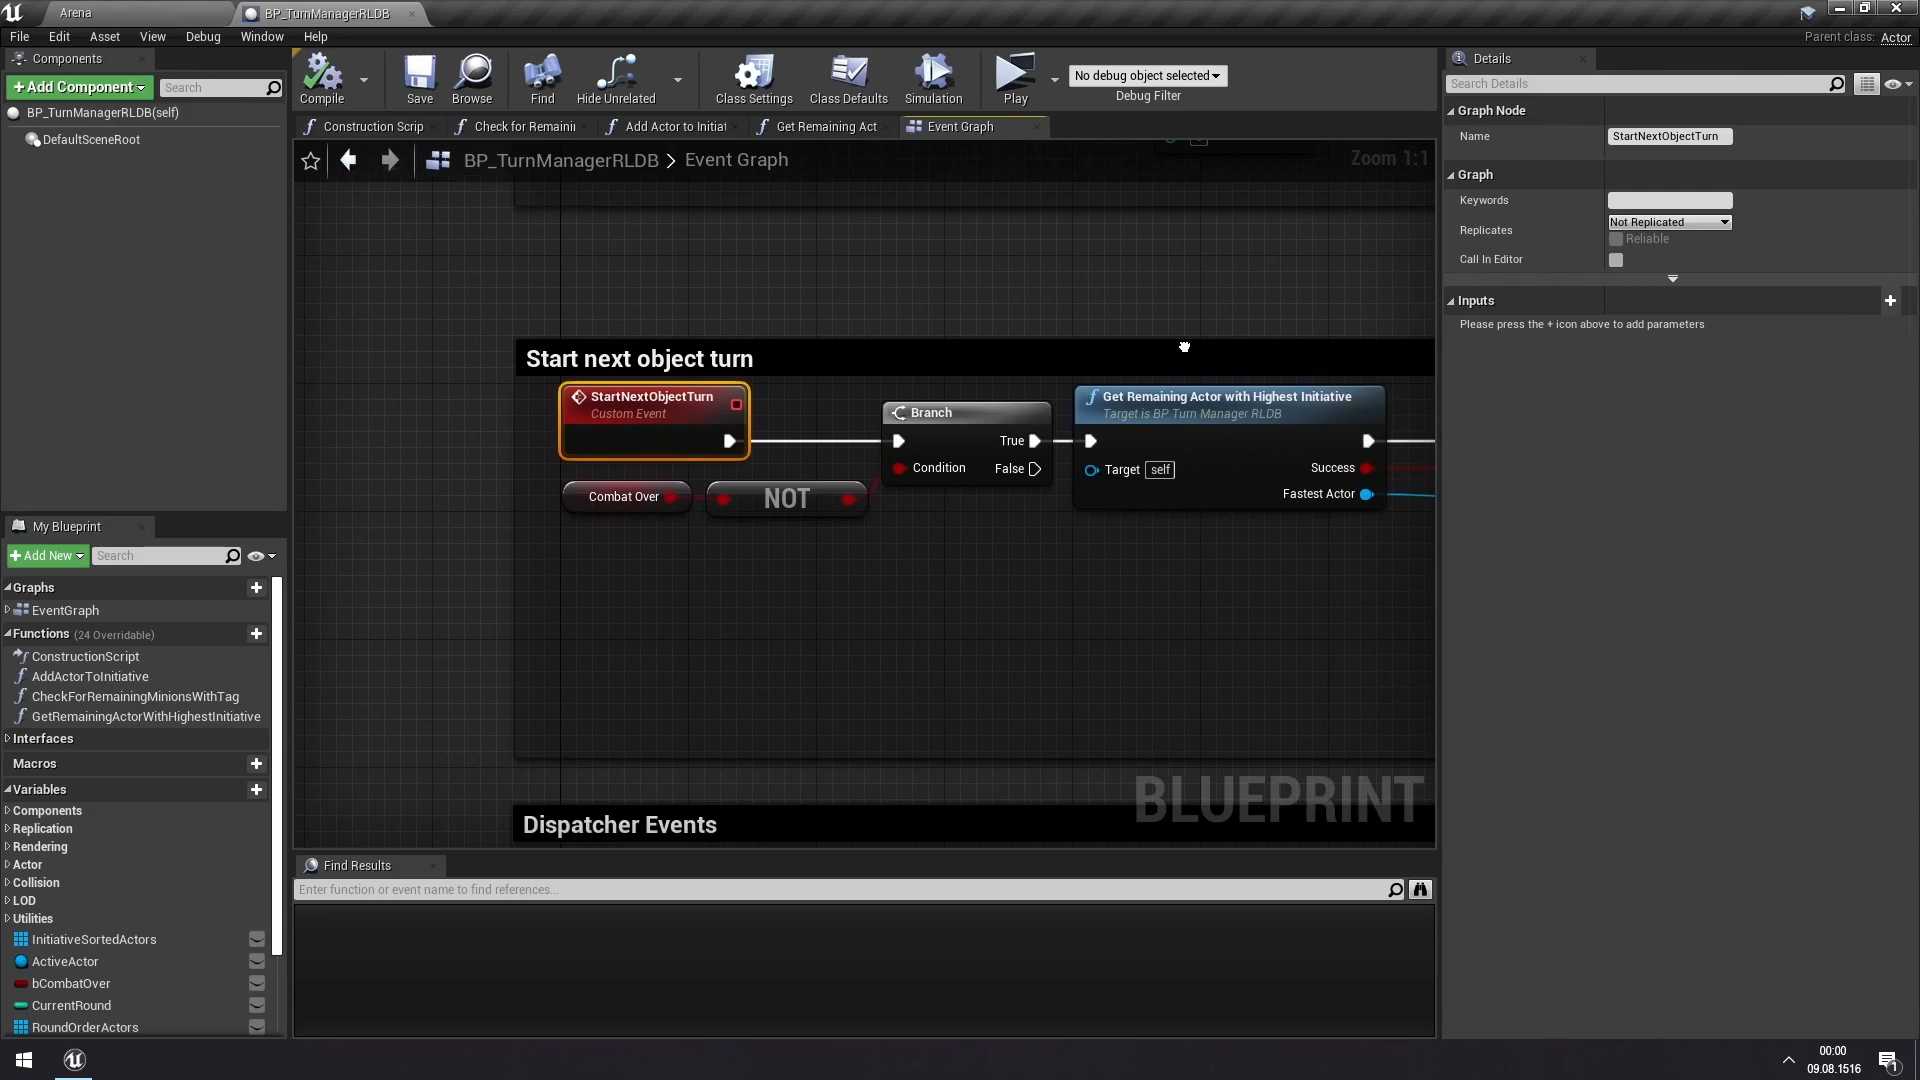 Arena
BP_TurnManagerRLDB
File Edit Asset View Debug Window Help
Parent class: Actor
Components
+Add Component
Search
BP_TurnManagerRLDB(self)
DefaultSceneRoot
Compile
Save
Browse
Find
Hide Unrelated
Class Settings
Class Defaults
Simulation
Play
No debug object selected
Debug Filter
Construction Scrip
Check for Remaini
Add Actor to Initiat
Get Remaining Act
Event Graph
BP_TurnManagerRLDB > Event Graph
Zoom 1:1
Start next object turn
StartNextObjectTurn
Custom Event
Combat Over
NOT
Branch
True
Condition
False
Get Remaining Actor with Highest Initiative
Target is BP Turn Manager RLDB
Target self
Success
Fastest Actor
BLUEPRINT
Dispatcher Events
Find Results
Enter function or event name to find references...
My Blueprint
+Add New
Search
Graphs
EventGraph
Functions (24 Overridable)
ConstructionScript
AddActorToInitiative
CheckForRemainingMinionsWithTag
GetRemainingActorWithHighestInitiative
Interfaces
Macros
Variables
Components
Replication
Rendering
Actor
Collision
LOD
Utilities
InitiativeSortedActors
ActiveActor
bCombatOver
CurrentRound
RoundOrderActors
Details
Search Details
Graph Node
Name StartNextObjectTurn
Graph
Keywords
Replicates Not Replicated
Reliable
Call In Editor
Inputs
Please press the + icon above to add parameters
00:00
09.08.1516
1